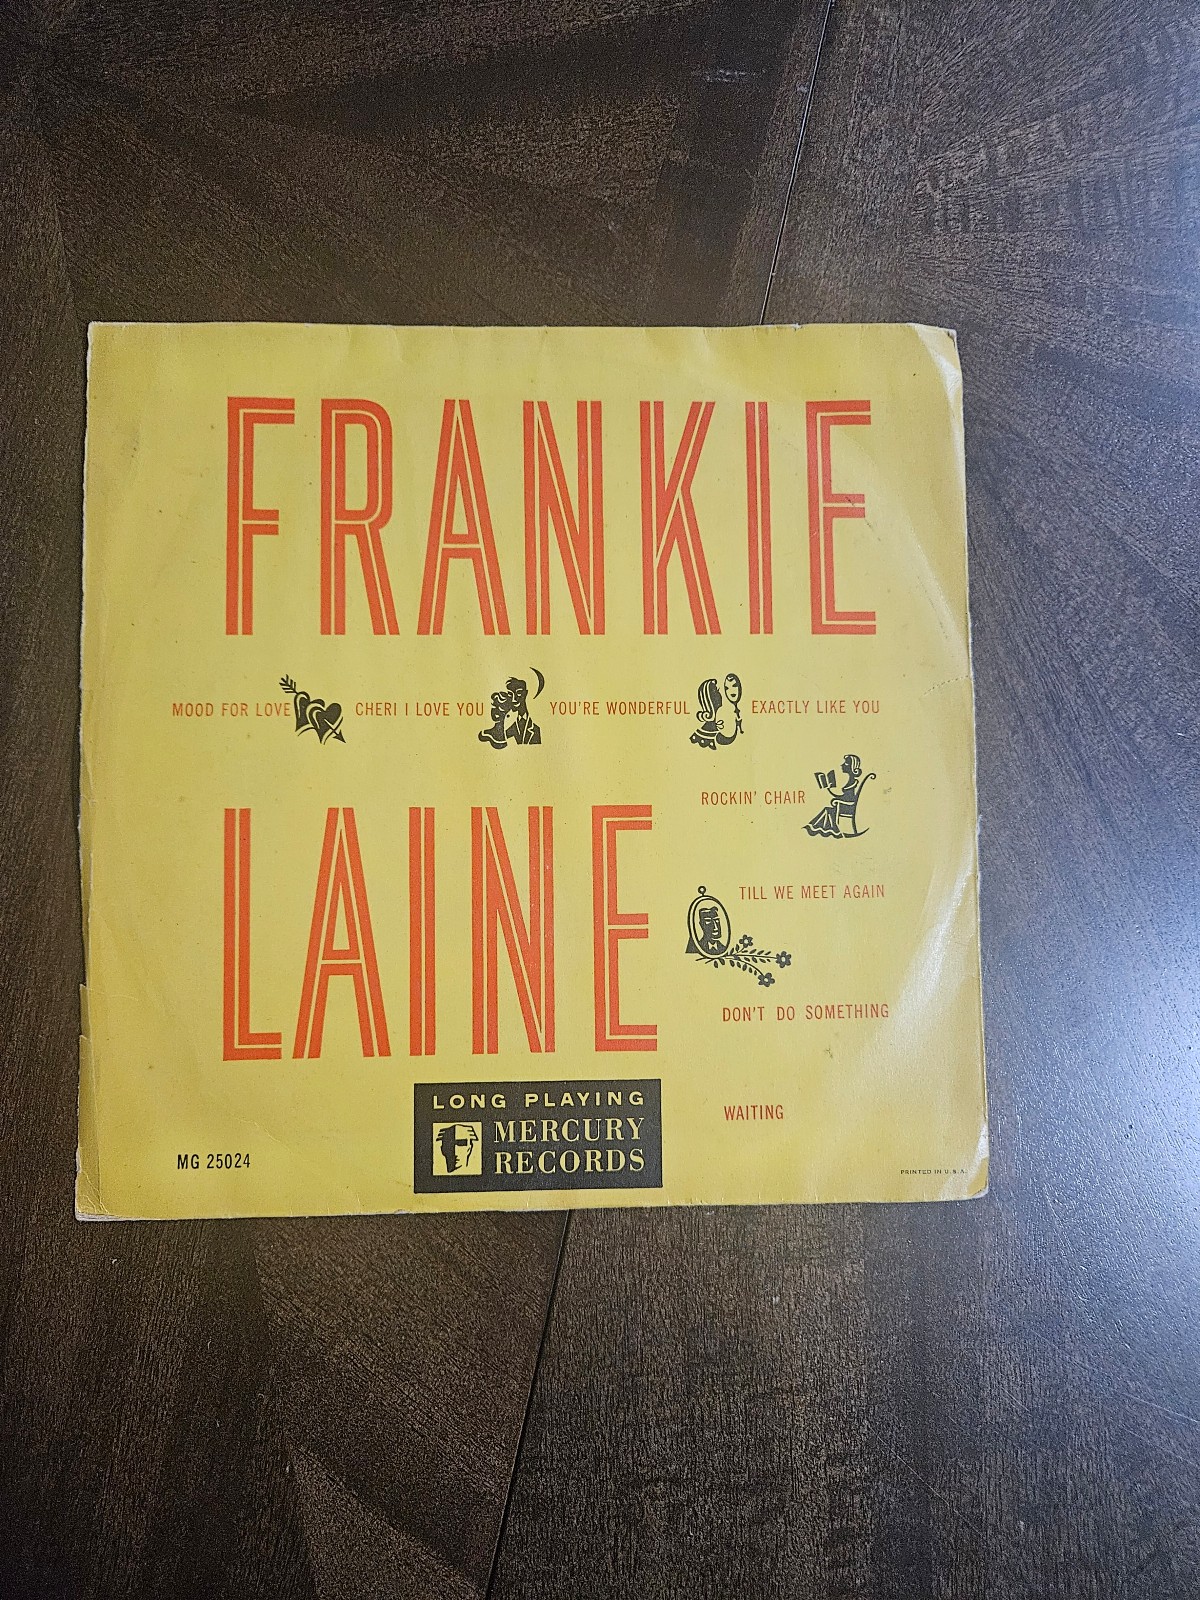 FRANKIE
MOOD FOR LOVE CHERI I LOVE YOU YOU'RE WONDERFUL EXACTLY LIKE YOU
ROCKIN' CHAIR
LAINE
TILL WE MEET AGAIN
DON'T DO SOMETHING
WAITING
LONG PLAYING
MERCURY
RECORDS
MG 25024
PRINTED IN U.S.A.